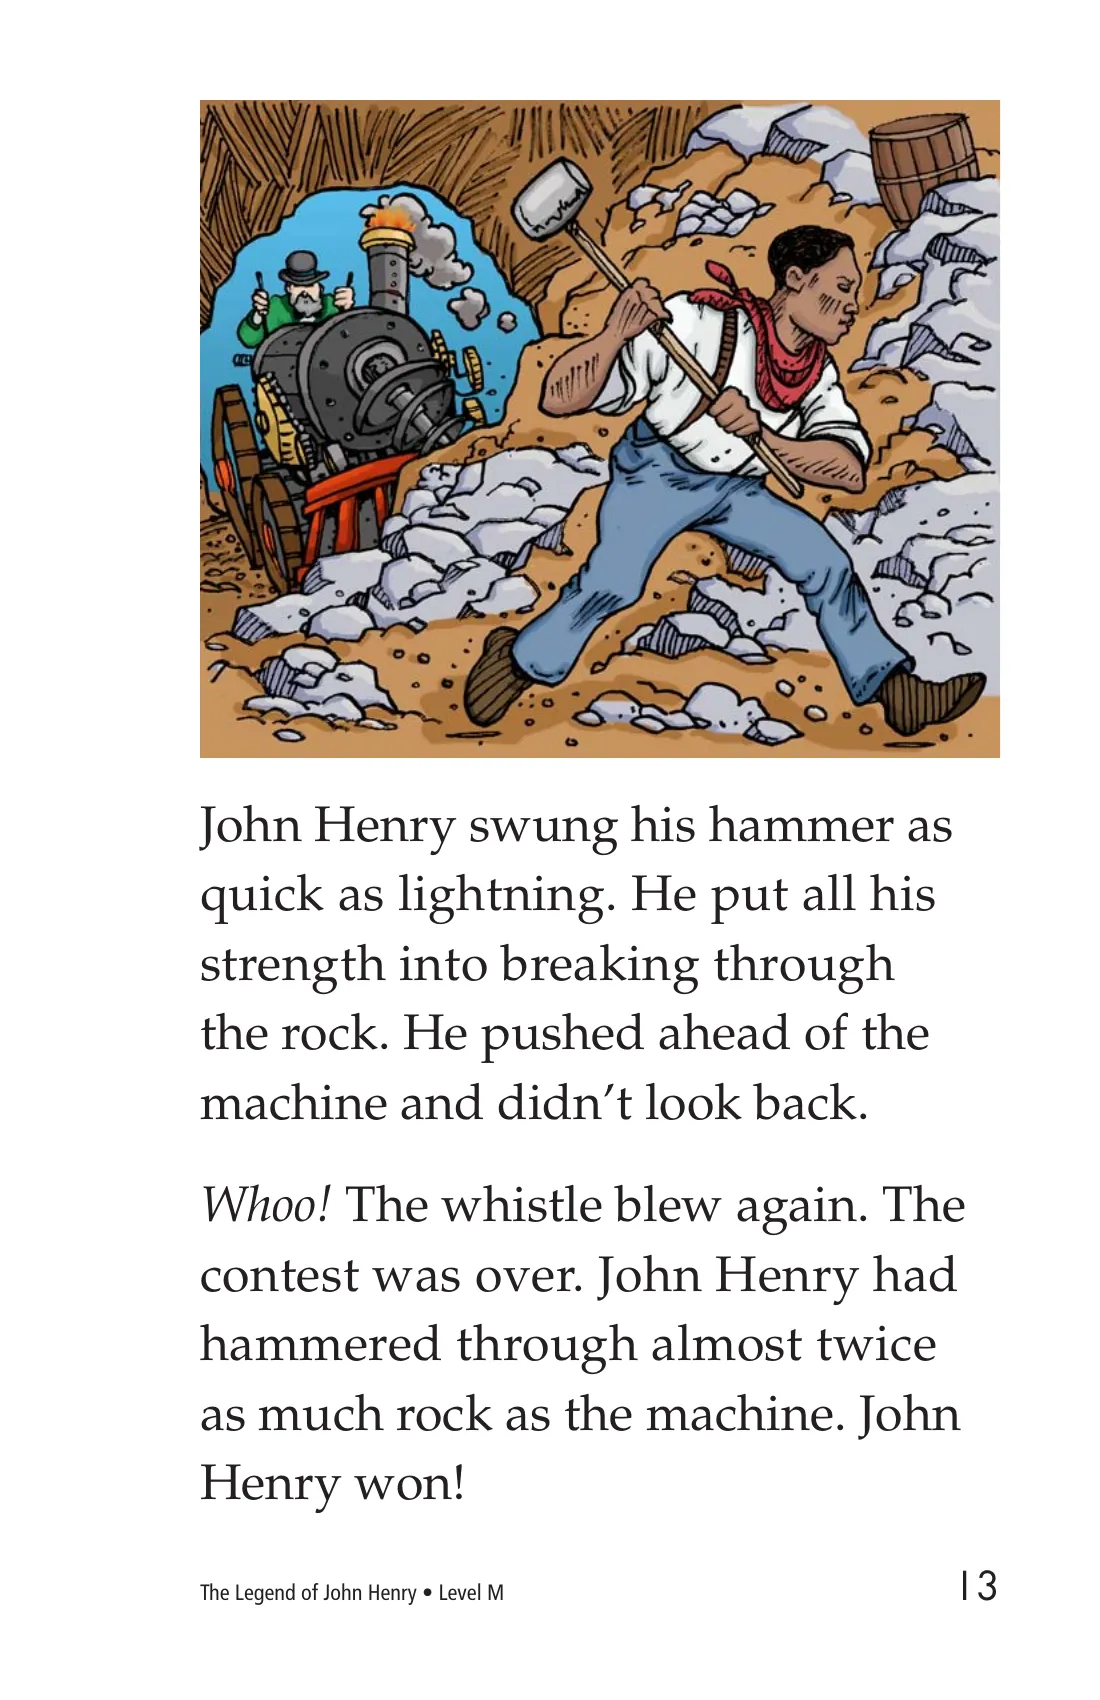 John Henry swung his hammer as
quick as lightning. He put all his
strength into breaking through
the rock. He pushed ahead of the
machine and didn’t look back.
Whoo! The whistle blew again. The
contest was over. John Henry had
hammered through almost twice
as much rock as the machine. John
Henry won!
The Legend of John Henry • Level M
13